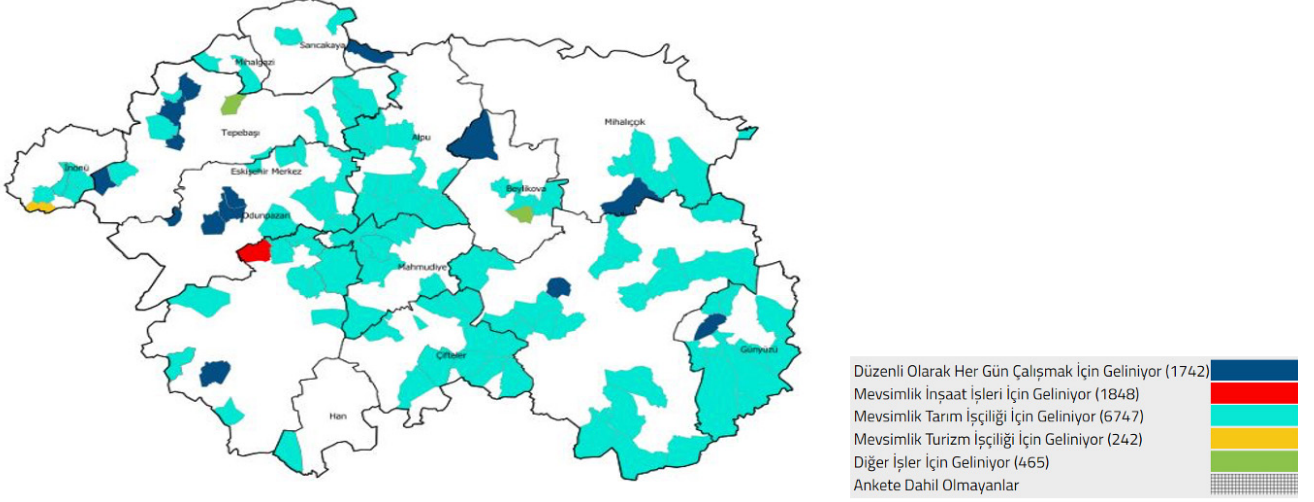 Sarıcakaya
Mihalgazi
Tepebaşı
Alpu
Mihalıççık
İnönü
Eskişehir Merkez
Beylikova
Odunpazarı
Mahmudiye
Çifteler
Günyüzü
Han
Düzenli Olarak Her Gün Çalışmak İçin Geliniyor (1742)
Mevsimlik İnşaat İşleri İçin Geliniyor (1848)
Mevsimlik Tarım İşçiliği İçin Geliniyor (6747)
Mevsimlik Turizm İşçiliği İçin Geliniyor (242)
Diğer İşler İçin Geliniyor (465)
Ankete Dahil Olmayanlar